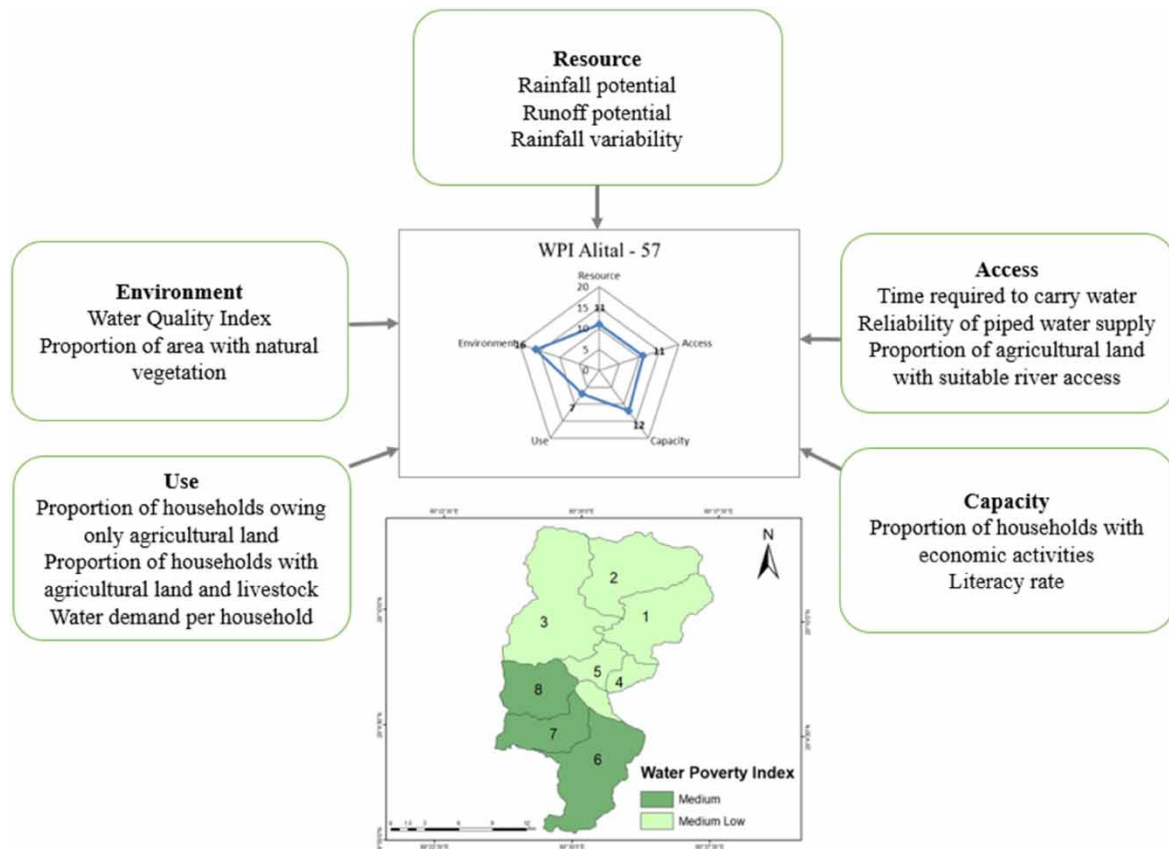 Resource
Rainfall potential
Runoff potential
Rainfall variability
Environment
Water Quality Index
Proportion of area with natural
vegetation
WPI Alital - 57
Resource
20
15
11
10
5
0
Environment
16
Access
11
Use
7
Capacity
12
Access
Time required to carry water
Reliability of piped water supply
Proportion of agricultural land
with suitable river access
Use
Proportion of households owing
only agricultural land
Proportion of households with
agricultural land and livestock
Water demand per household
Capacity
Proportion of households with
economic activities
Literacy rate
N
2
1
3
5
4
8
7
6
Water Poverty Index
Medium
Medium Low